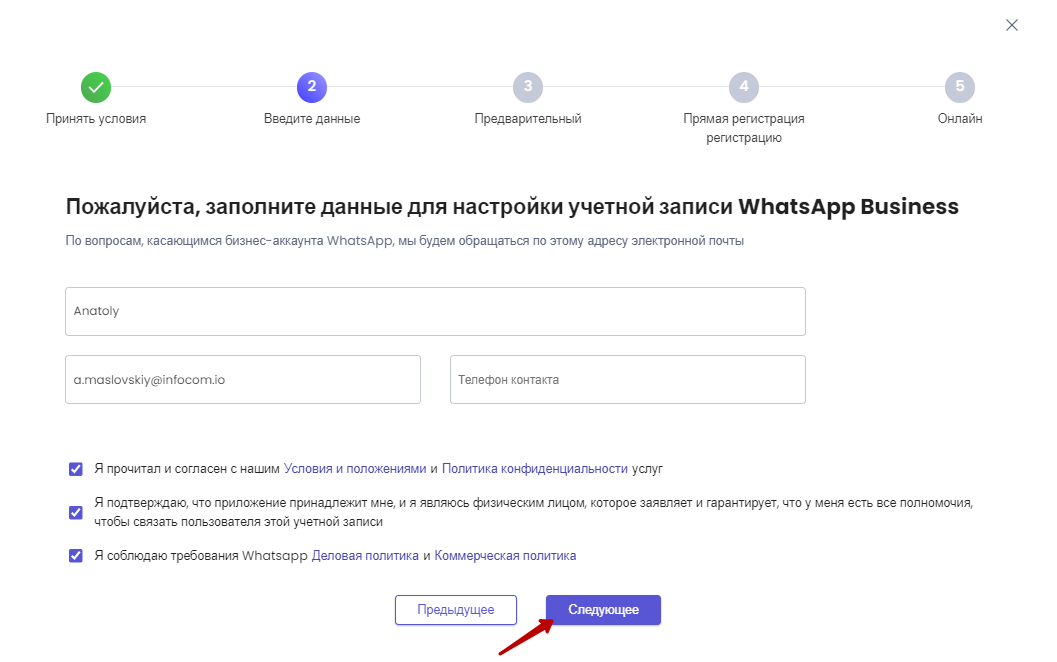 2
3
4
5
Принять условия
Введите данные
Предварительный
Прямая регистрация
регистрацию
Онлайн
Пожалуйста, заполните данные для настройки учетной записи WhatsApp Business
По вопросам, касающимся бизнес-аккаунта WhatsApp, мы будем обращаться по этому адресу электронной почты
Anatoly
a.maslovskiy@infocom.io
Телефон контакта
Я прочитал и согласен с нашим Условия и положениями и Политика конфиденциальности услуг
Я подтверждаю, что приложение принадлежит мне, и я являюсь физическим лицом, которое заявляет и гарантирует, что у меня есть все полномочия,
чтобы связать пользователя этой учетной записи
Я соблюдаю требования Whatsapp Деловая политика и Коммерческая политика
Предыдущее
Следующее